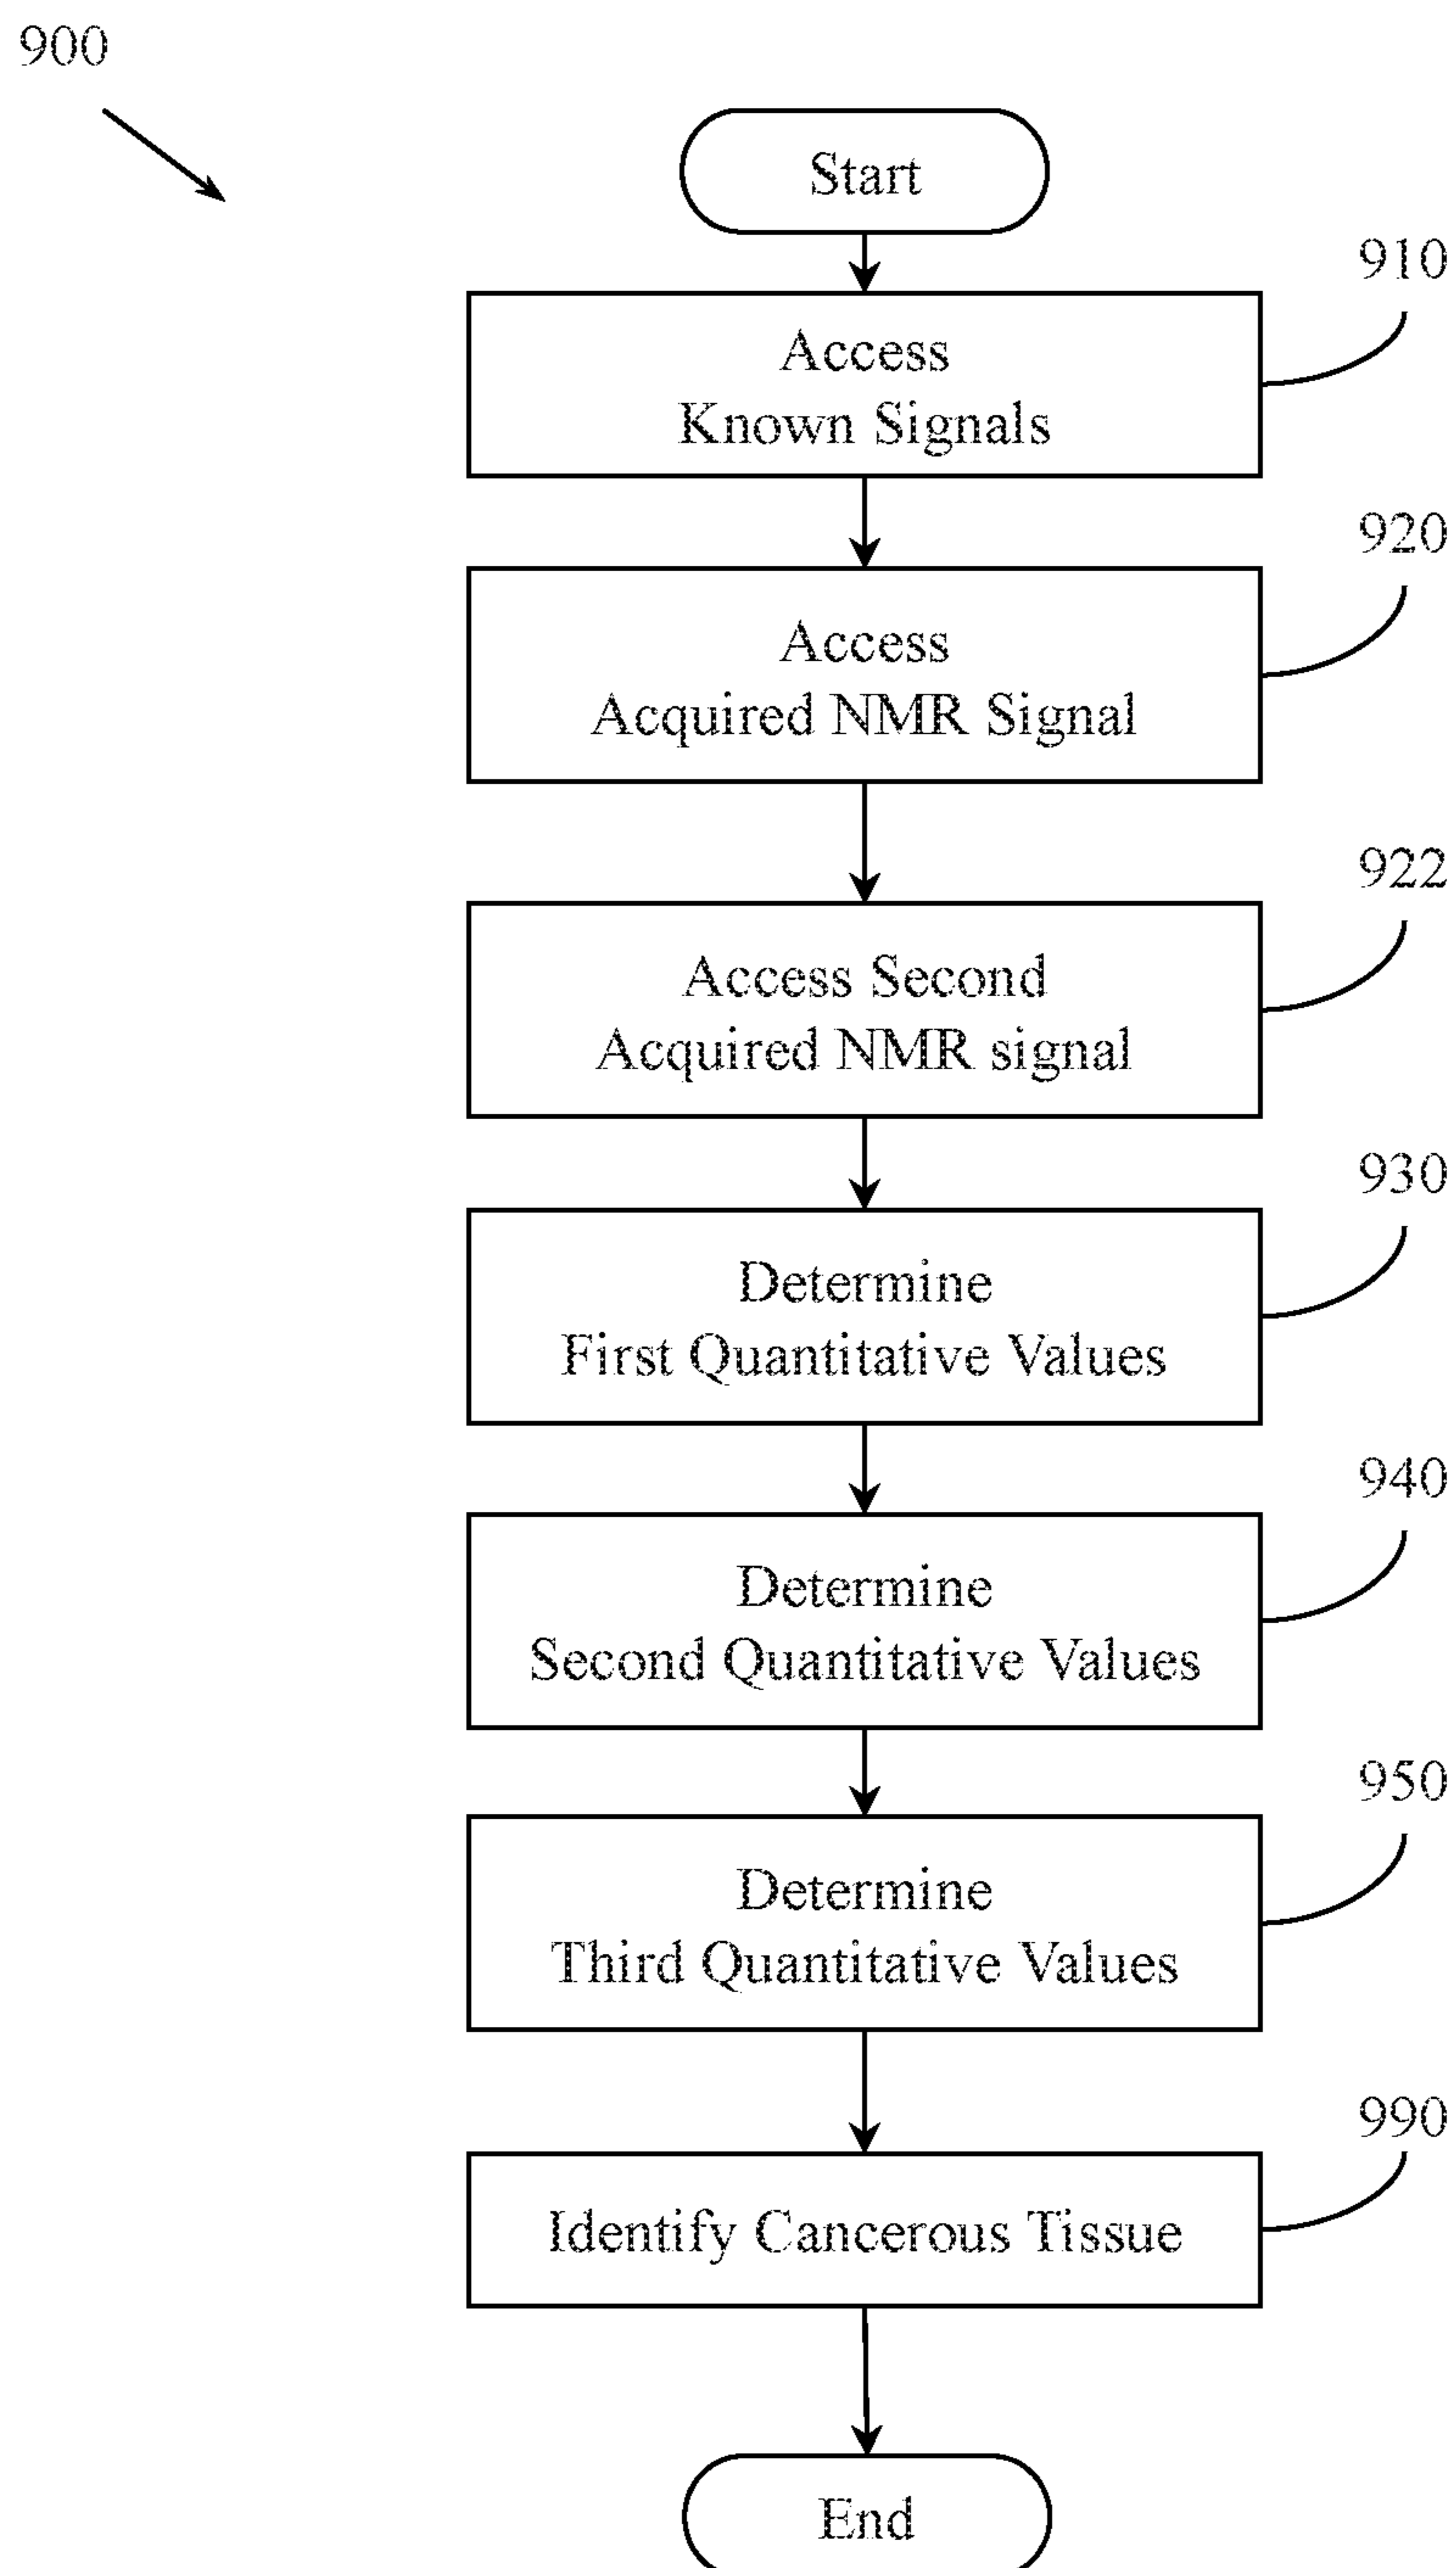 900
Start
910
Access
Known Signals
920
Access
Acquired NMR Signal
922
Access Second
Acquired NMR signal
930
Determine
First Quantitative Values
940
Determine
Second Quantitative Values
950
Determine
Third Quantitative Values
990
Identify Cancerous Tissue
End